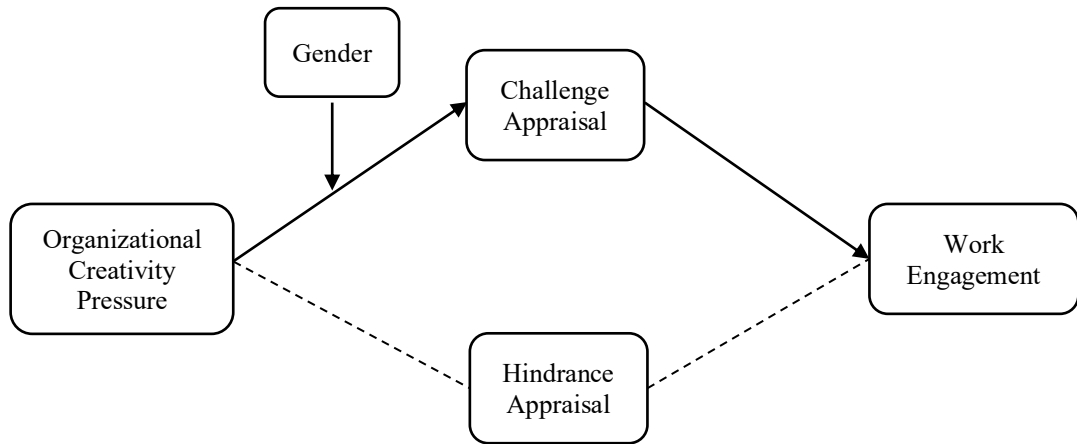 Gender
Challenge
Appraisal
Organizational
Creativity
Pressure
Work
Engagement
Hindrance
Appraisal